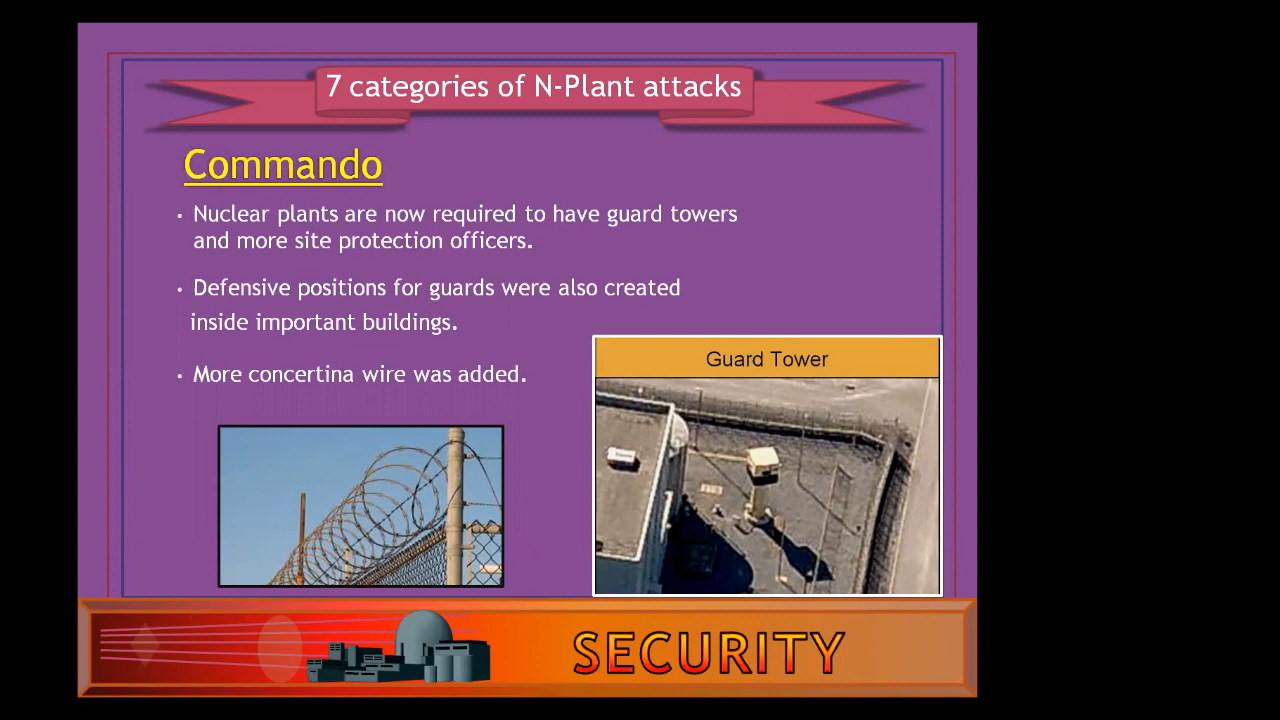 7 categories of N-Plant attacks
Commando
• Nuclear plants are now required to have guard towers
and more site protection officers.
• Defensive positions for guards were also created
inside important buildings.
• More concertina wire was added.
Guard Tower
SECURITY